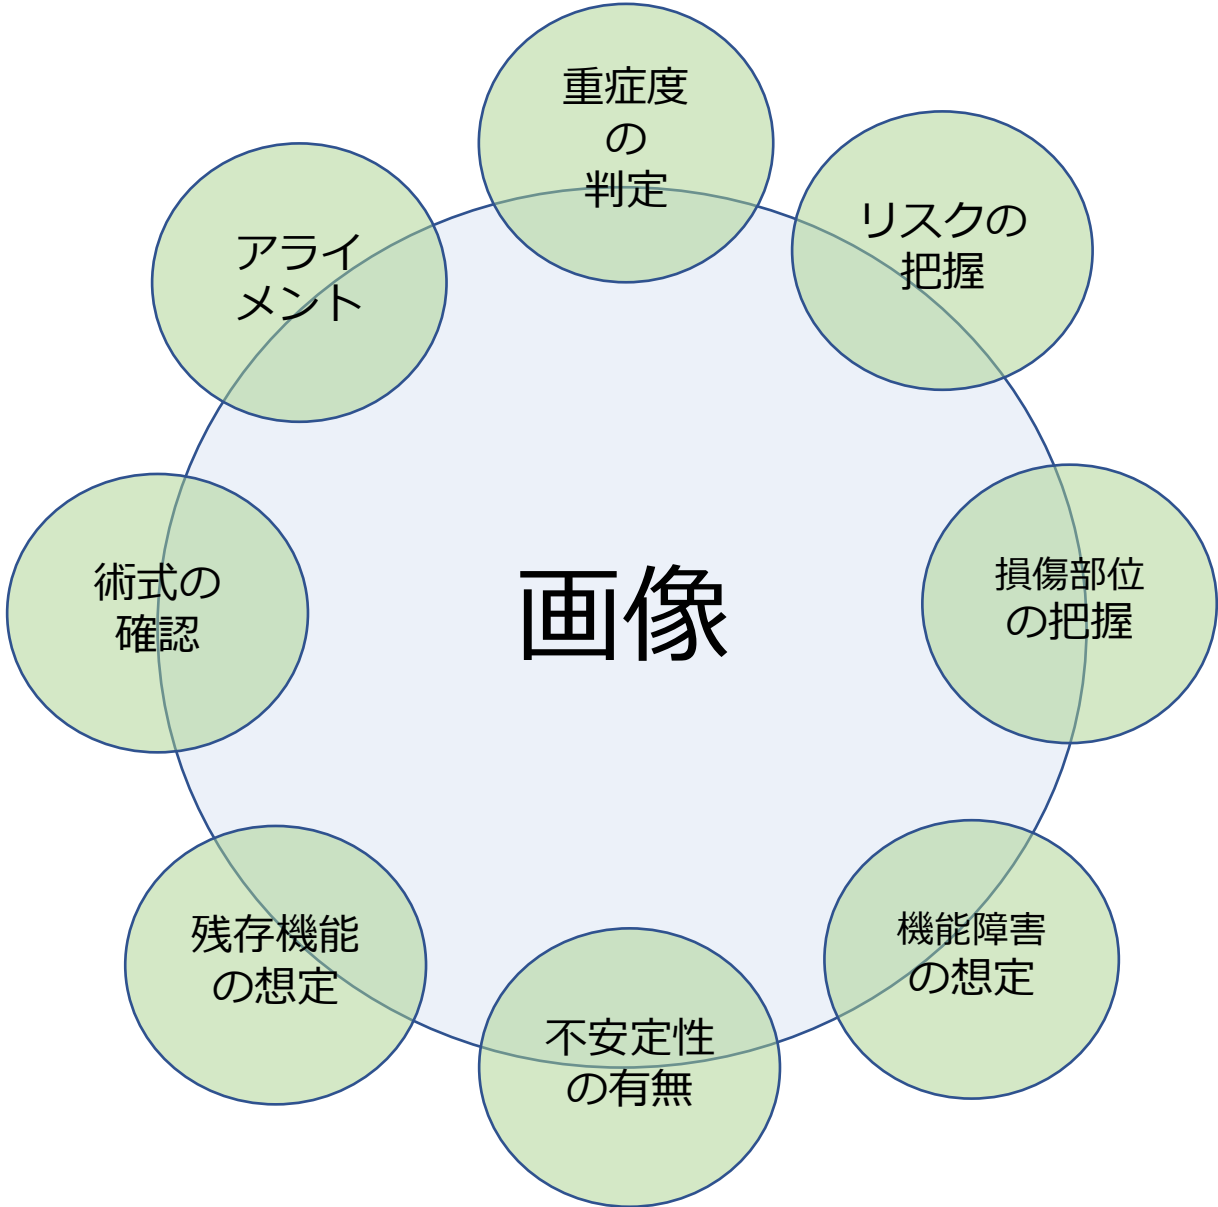 重症度
の
判定
リスクの
把握
アライ
メント
術式の
確認
画像
損傷部位
の把握
残存機能
の想定
機能障害
の想定
不安定性
の有無